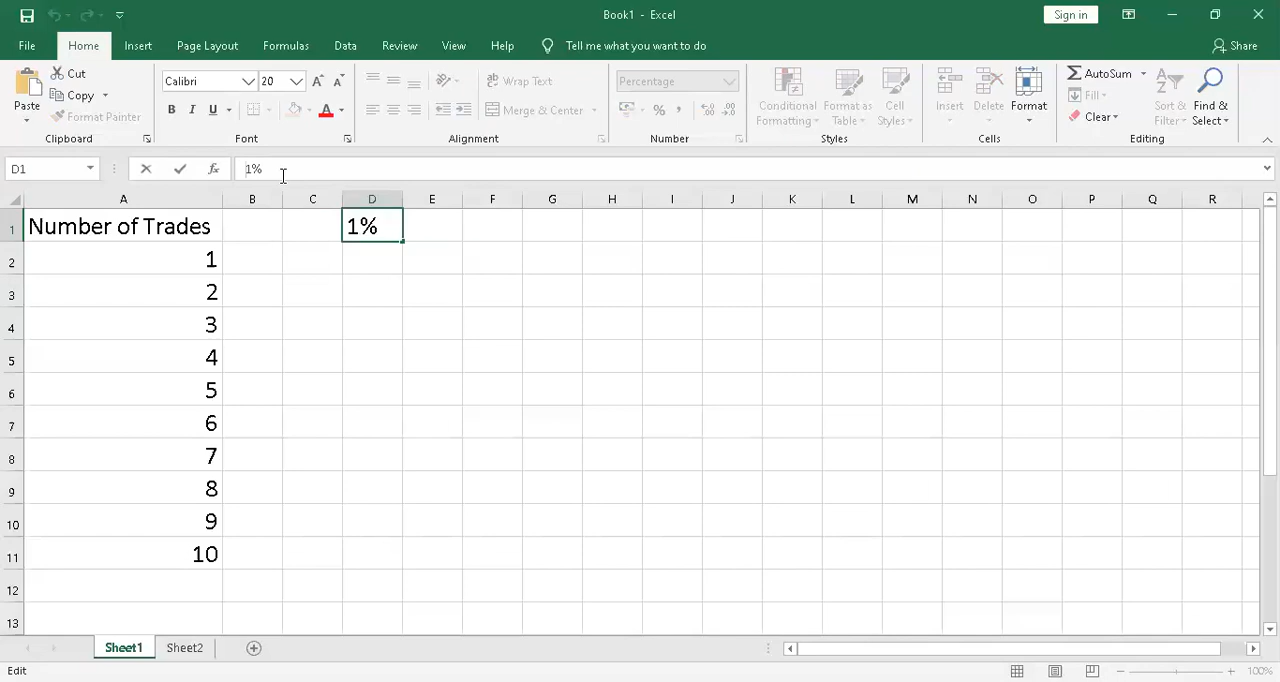 Book1 - Excel
Sign in
File Home Insert Page Layout Formulas Data Review View Help Tell me what you want to do Share
Paste
Cut
Copy
Format Painter
Clipboard
Calibri 20 A A
B I U A
Font
ab
Wrap Text
Merge & Center
Alignment
Percentage
% , .00 .00
Number
Conditional Formatting
Format as Table
Cell Styles
Styles
Insert Delete Format
Cells
Σ AutoSum
Fill
Clear
Sort & Filter
Find & Select
Editing
D1 fx 1%
A B C D E F G H I J K L M N O P Q R
1 Number of Trades 1%
2 1
3 2
4 3
5 4
6 5
7 6
8 7
9 8
10 9
11 10
12
13
Sheet1 Sheet2
Edit 100%